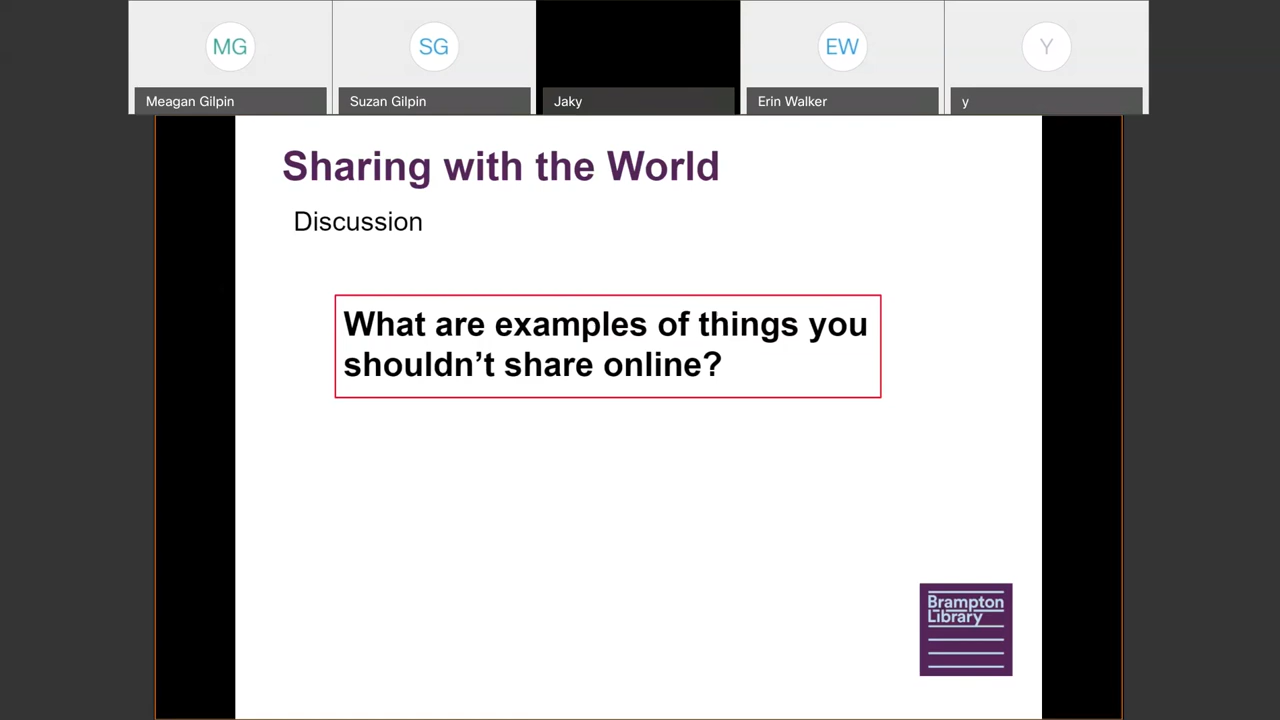 MG
SG
EW
Y
Meagan Gilpin
Suzan Gilpin
Jaky
Erin Walker
y
Sharing with the World
Discussion
What are examples of things you
shouldn’t share online?
Brampton
Library